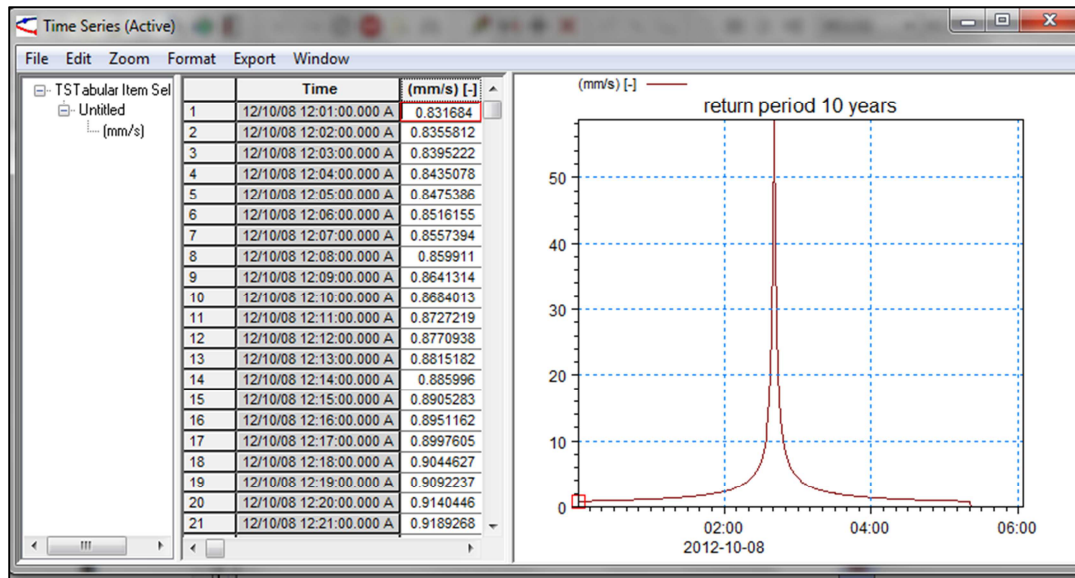 Time Series (Active)
File Edit Zoom Format Export Window
TSTabular Item Sel
Untitled
(mm/s)
Time (mm/s) [-]
1 12/10/08 12:01:00.000 A 0.831684
2 12/10/08 12:02:00.000 A 0.8355812
3 12/10/08 12:03:00.000 A 0.8395222
4 12/10/08 12:04:00.000 A 0.8435078
5 12/10/08 12:05:00.000 A 0.8475386
6 12/10/08 12:06:00.000 A 0.8516155
7 12/10/08 12:07:00.000 A 0.8557394
8 12/10/08 12:08:00.000 A 0.859911
9 12/10/08 12:09:00.000 A 0.8641314
10 12/10/08 12:10:00.000 A 0.8684013
11 12/10/08 12:11:00.000 A 0.8727219
12 12/10/08 12:12:00.000 A 0.8770938
13 12/10/08 12:13:00.000 A 0.8815182
14 12/10/08 12:14:00.000 A 0.885996
15 12/10/08 12:15:00.000 A 0.8905283
16 12/10/08 12:16:00.000 A 0.8951162
17 12/10/08 12:17:00.000 A 0.8997605
18 12/10/08 12:18:00.000 A 0.9044627
19 12/10/08 12:19:00.000 A 0.9092237
20 12/10/08 12:20:00.000 A 0.9140446
21 12/10/08 12:21:00.000 A 0.9189268
(mm/s) [-]
return period 10 years
50
40
30
20
10
0
02:00 04:00 06:00
2012-10-08